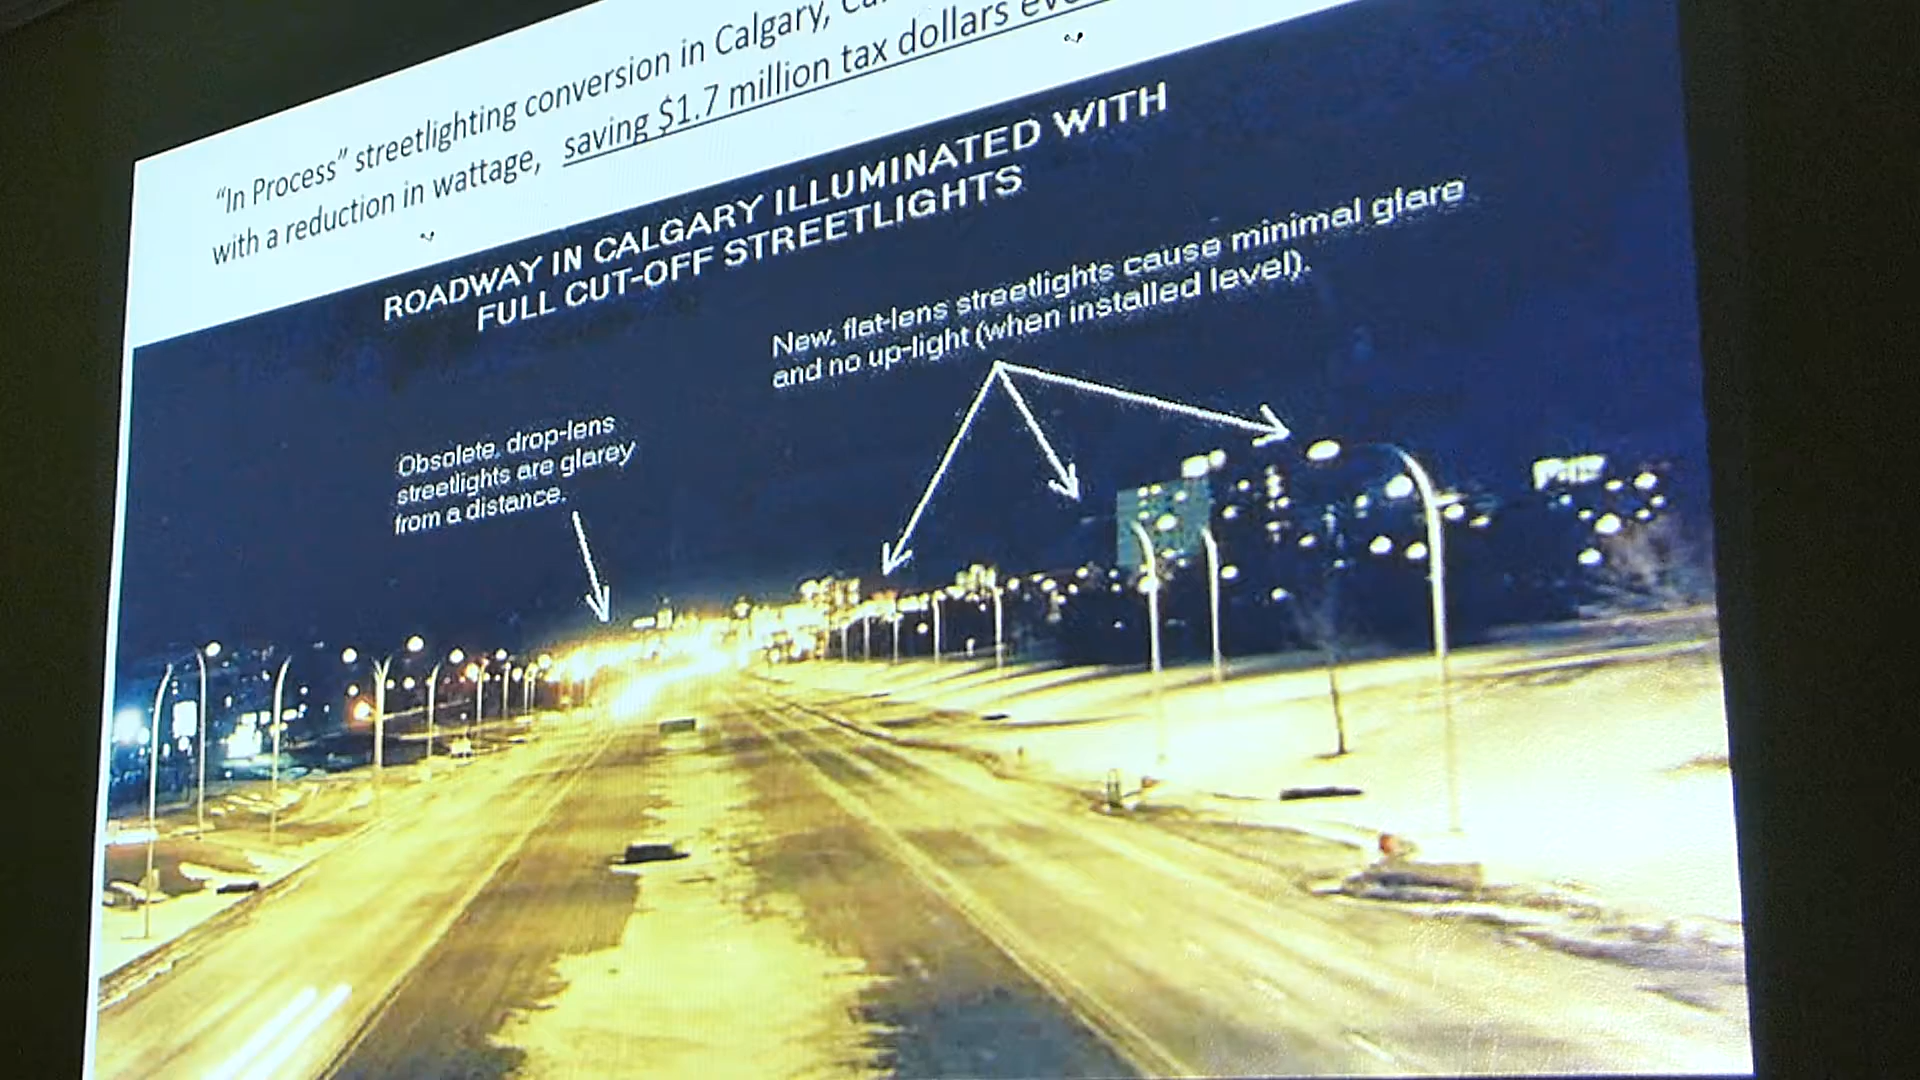 “In Process” streetlighting conversion in Calgary,
with a reduction in wattage, saving $1.7 million tax dollars
ROADWAY IN CALGARY ILLUMINATED WITH
FULL CUT-OFF STREETLIGHTS
New, flat-lens streetlights cause minimal glare
and no up-light (when installed level).
Obsolete, drop-lens
streetlights are glarey
from a distance.